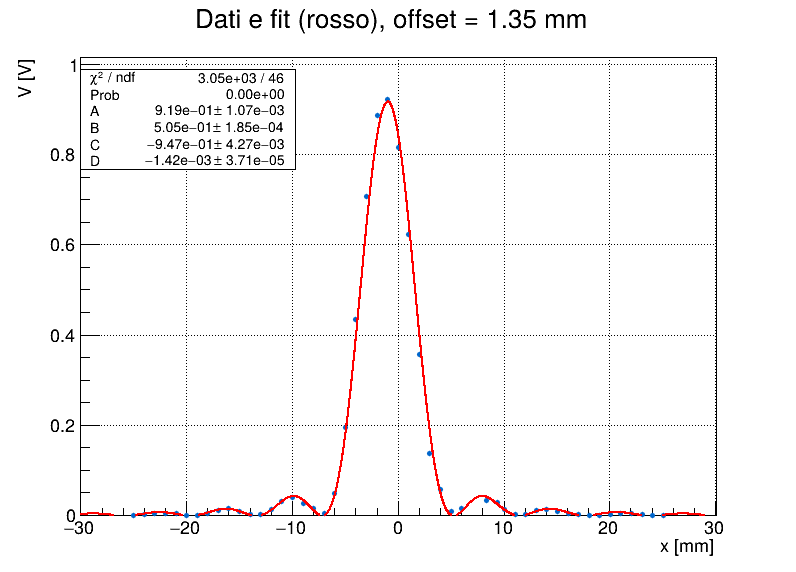 Dati e fit (rosso), offset = 1.35 mm
V [V]
χ² / ndf 3.05e+03 / 46
Prob 0.00e+00
A 9.19e−01± 1.07e−03
B 5.05e−01± 1.85e−04
C −9.47e−01± 4.27e−03
D −1.42e−03± 3.71e−05
1
0.8
0.6
0.4
0.2
0
−30 −20 −10 0 10 20 30
x [mm]